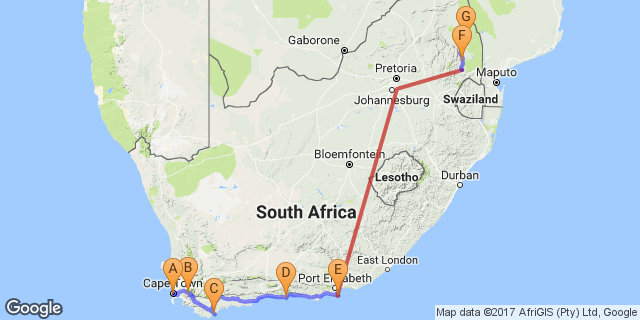 G
F
Gaborone
Pretoria
Maputo
Johannesburg
Swaziland
Bloemfontein
Lesotho
Durban
South Africa
East London
A
B
Cape Town
C
D
Port Elizabeth
E
Google
Map data ©2017 AfriGIS (Pty) Ltd, Google